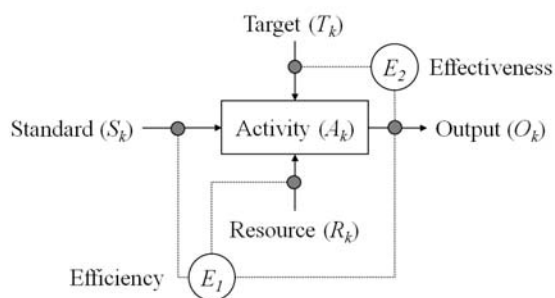 Target (Tₖ)
E₂ Effectiveness
Standard (Sₖ) Activity (Aₖ) Output (Oₖ)
Resource (Rₖ)
Efficiency E₁